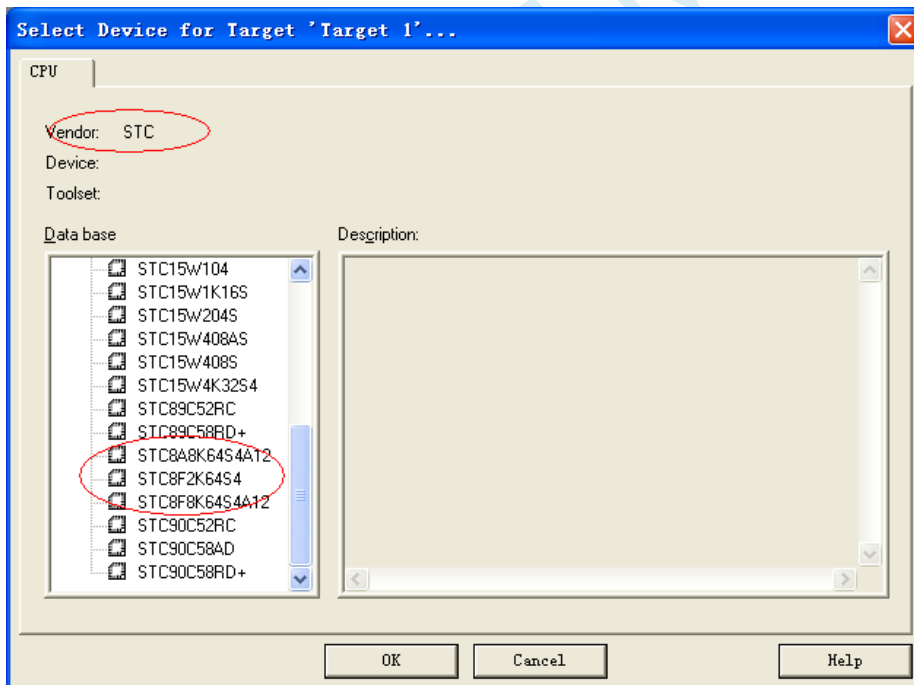 Select Device for Target 'Target 1'...
CPU
Vendor: STC
Device:
Toolset:
Data base
Description:
STC15W104
STC15W1K16S
STC15W204S
STC15W408AS
STC15W408S
STC15W4K32S4
STC89C52RC
STC89C58RD+
STC8A8K64S4A12
STC8F2K64S4
STC8F8K64S4A12
STC90C52RC
STC90C58AD
STC90C58RD+
OK
Cancel
Help